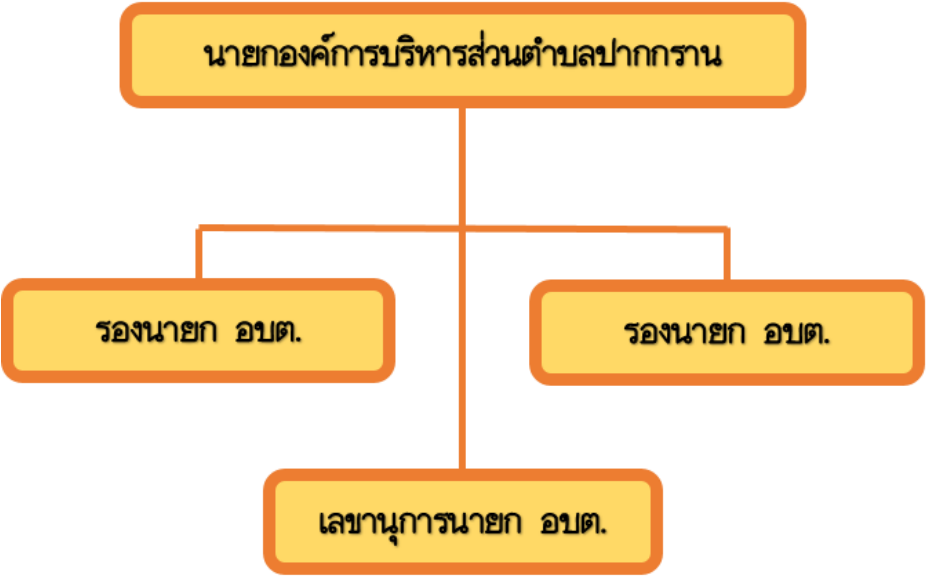 นายกองค์การบริหารส่วนตำบลปากกราน
รองนายก อบต.
รองนายก อบต.
เลขานุการนายก อบต.